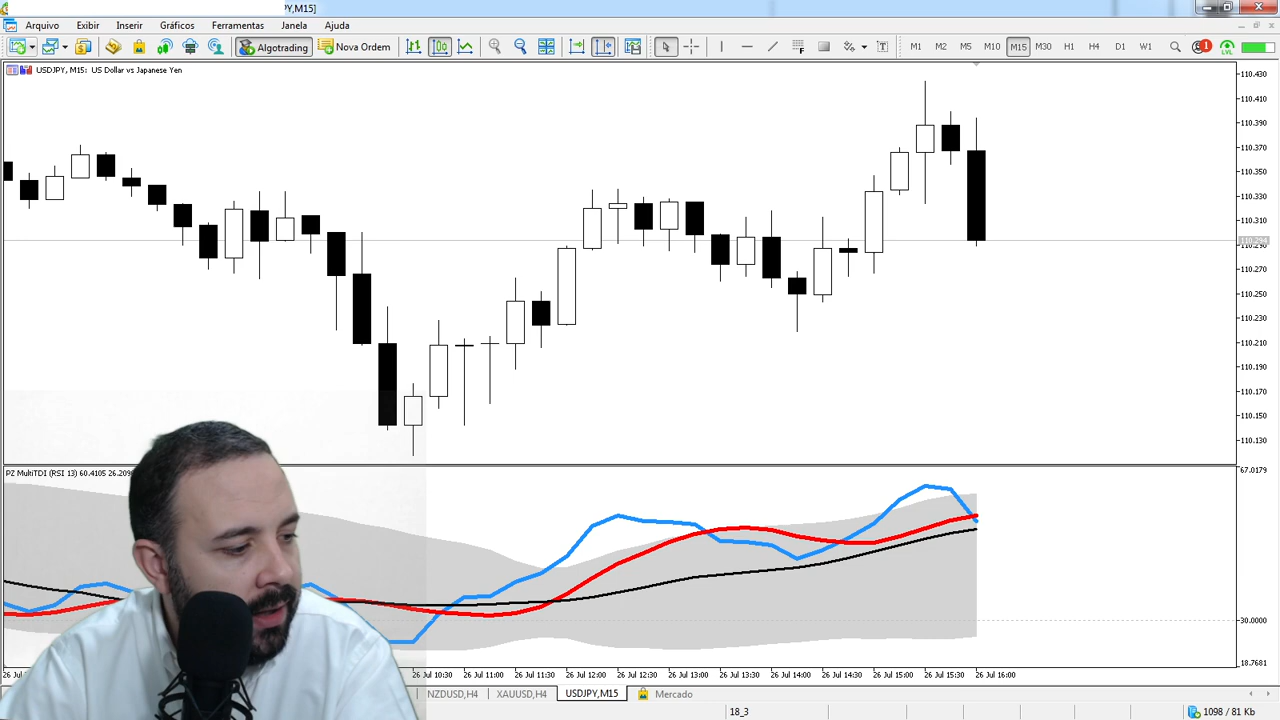 PY,M15]
Arquivo Exibir Inserir Gráficos Ferramentas Janela Ajuda
Algotrading Nova Ordem M1 M2 M10 M15 M30 H1 H4 D1 W1 1 LVL
USDJPY, M15: US Dollar vs Japanese Yen
110.430
110.410
110.390
110.370
110.350
110.330
110.310
110.294
110.270
110.250
110.230
110.210
110.190
110.170
110.150
110.130
PZ MultiTDI (RSI 13) 60.4105
67.0179
30.0000
18.7681
26 Jul 10:30 26 Jul 11:00 26 Jul 11:30 26 Jul 12:00 26 Jul 12:30 26 Jul 13:00 26 Jul 13:30 26 Jul 14:00 26 Jul 14:30 26 Jul 15:00 26 Jul 15:30 26 Jul 16:00
NZDUSD,H4 XAUUSD,H4 USDJPY,M15 Mercado
18_3 1098 / 81 Kb